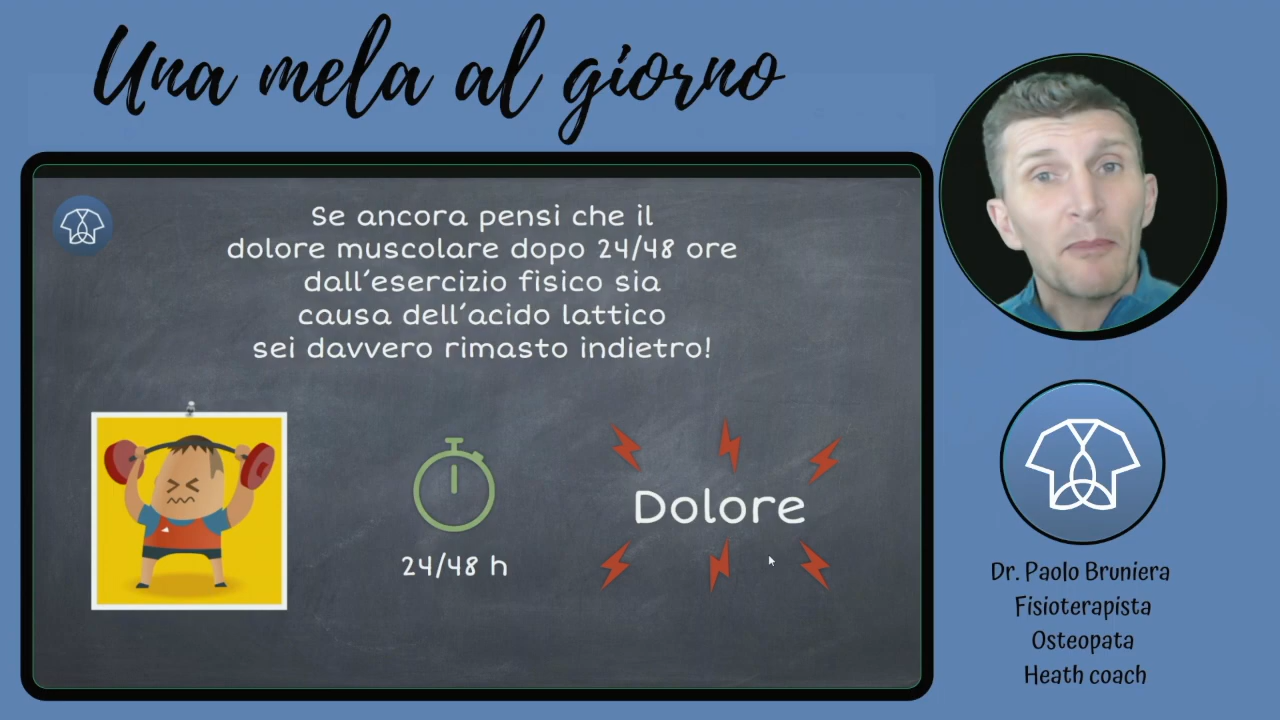 Una mela al giorno
Se ancora pensi che il
dolore muscolare dopo 24/48 ore
dall'esercizio fisico sia
causa dell'acido lattico
sei davvero rimasto indietro!
24/48 h
Dolore
Dr. Paolo Bruniera
Fisioterapista
Osteopata
Heath coach